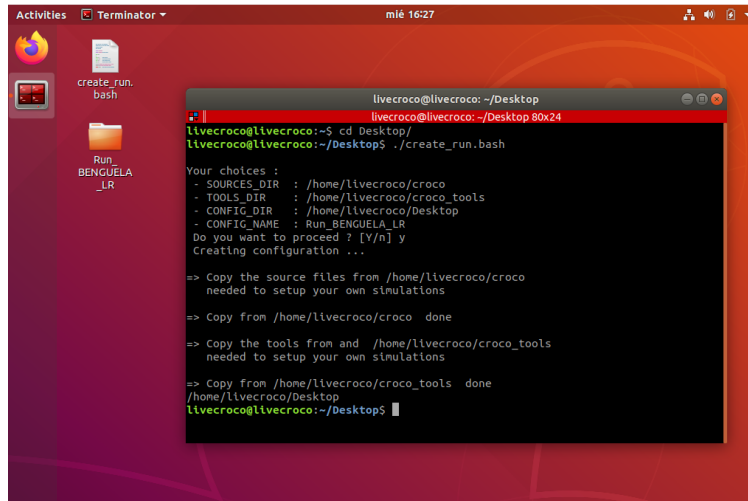 Activities Terminator mié 16:27
create_run.
bash
Run_
BENGUELA
_LR
livecroco@livecroco: ~/Desktop
livecroco@livecroco: ~/Desktop 80x24
livecroco@livecroco:~$ cd Desktop/
livecroco@livecroco:~/Desktop$ ./create_run.bash
Your choices :
- SOURCES_DIR : /home/livecroco/croco
- TOOLS_DIR : /home/livecroco/croco_tools
- CONFIG_DIR : /home/livecroco/Desktop
- CONFIG_NAME : Run_BENGUELA_LR
Do you want to proceed ? [Y/n] y
Creating configuration ...
=> Copy the source files from /home/livecroco/croco
needed to setup your own simulations
=> Copy from /home/livecroco/croco done
=> Copy the tools from and /home/livecroco/croco_tools
needed to setup your own simulations
=> Copy from /home/livecroco/croco_tools done
/home/livecroco/Desktop
livecroco@livecroco:~/Desktop$